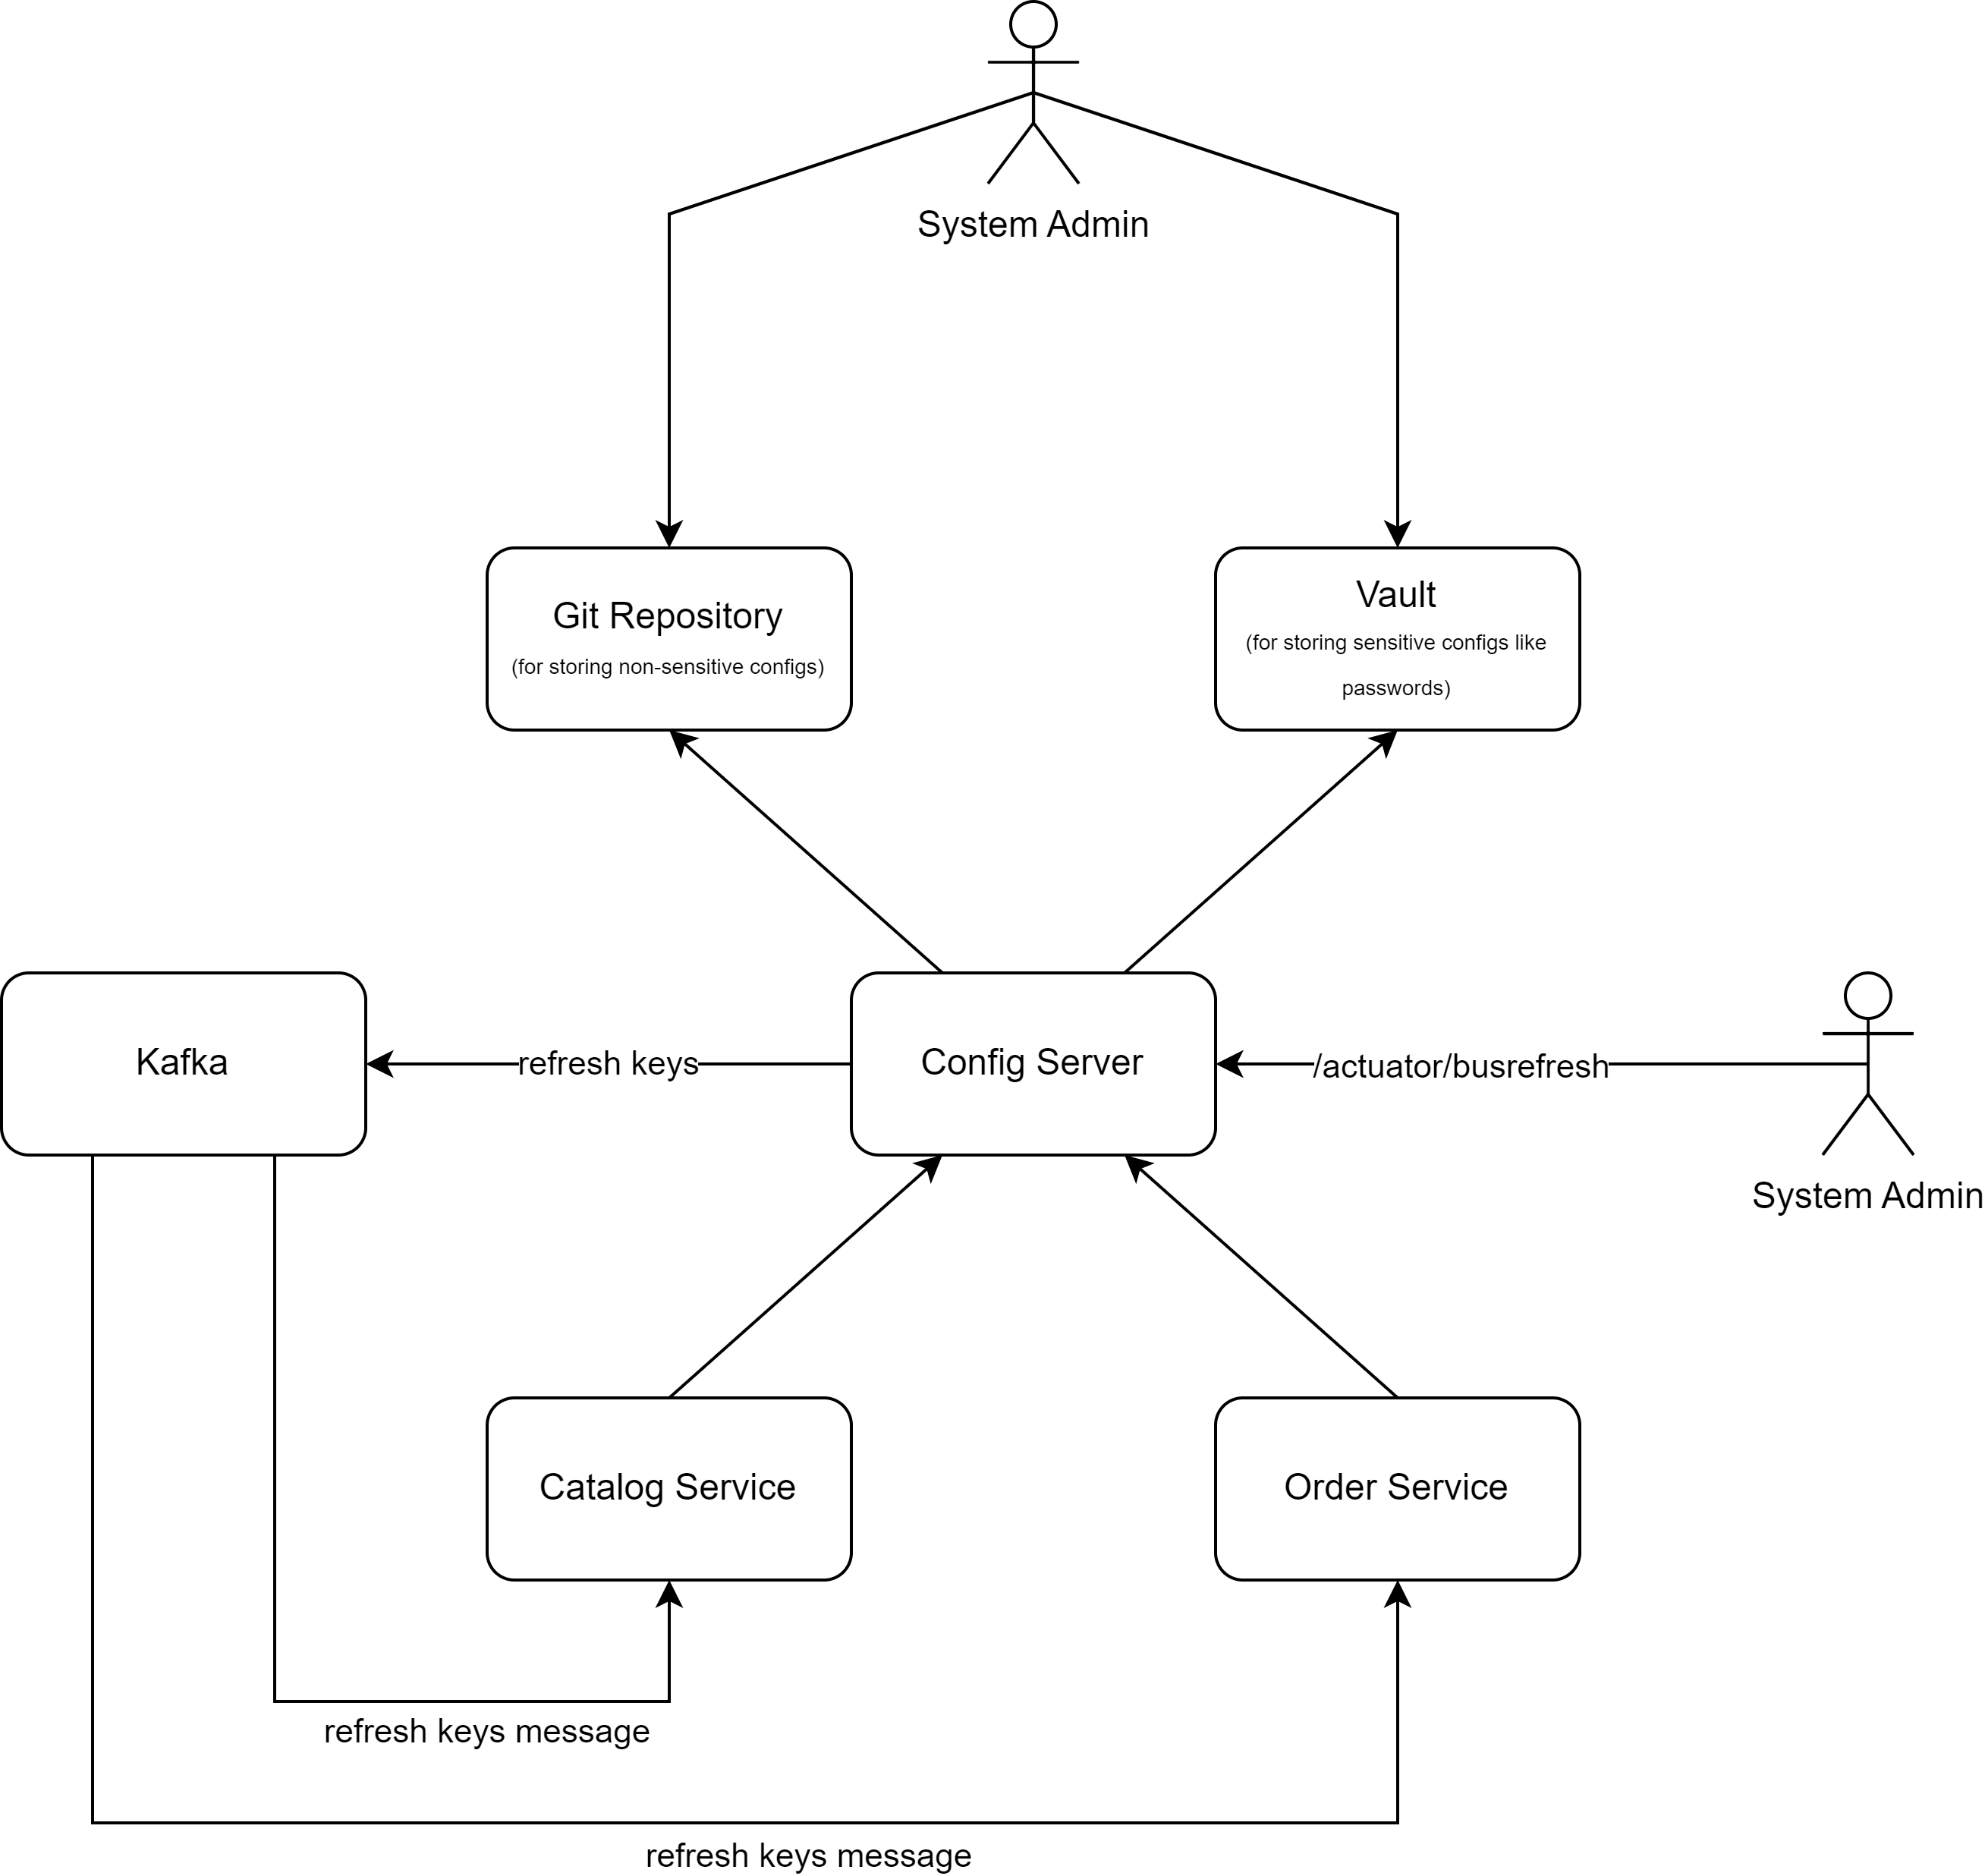 System Admin
Git Repository
(for storing non-sensitive configs)
Vault
(for storing sensitive configs like
passwords)
Kafka
refresh keys
Config Server
/actuator/busrefresh
System Admin
Catalog Service
Order Service
refresh keys message
refresh keys message